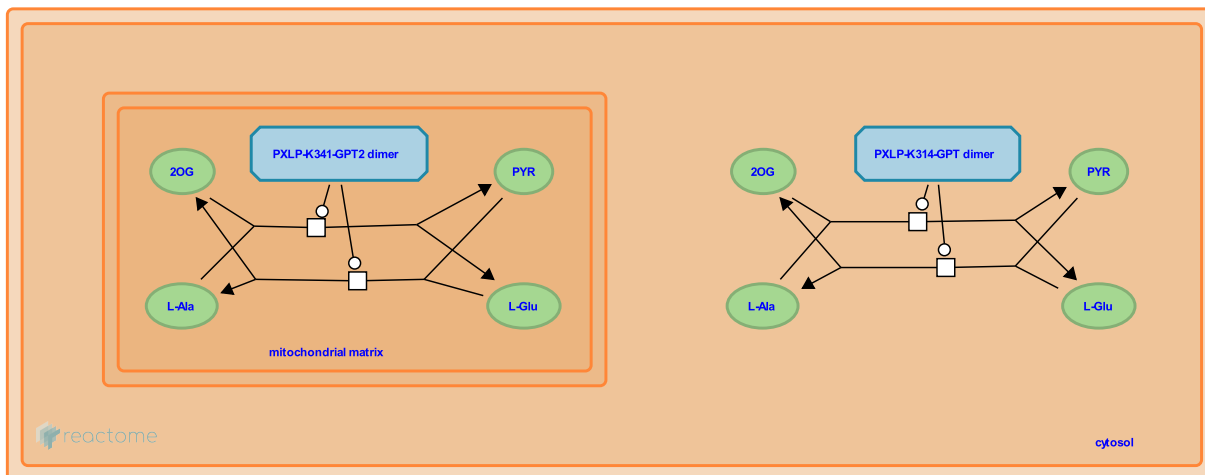 PXLP-K341-GPT2 dimer
2OG
PYR
L-Ala
L-Glu
mitochondrial matrix
PXLP-K314-GPT dimer
2OG
PYR
L-Ala
L-Glu
reactome
cytosol